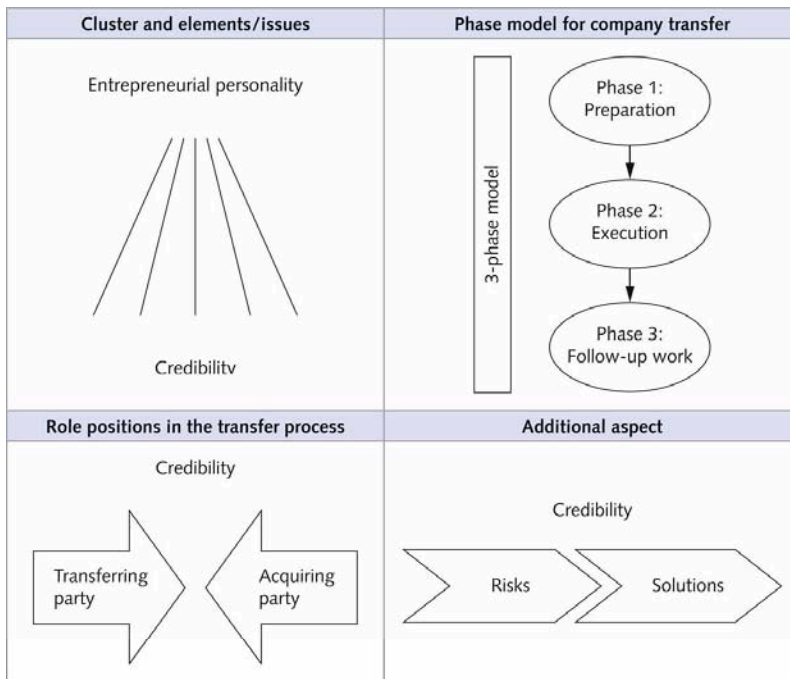 Cluster and elements/issues
Entrepreneurial personality
Credibility
Phase model for company transfer
3-phase model
Phase 1:
Preparation
Phase 2:
Execution
Phase 3:
Follow-up work
Role positions in the transfer process
Credibility
Transferring
party
Acquiring
party
Additional aspect
Credibility
Risks
Solutions